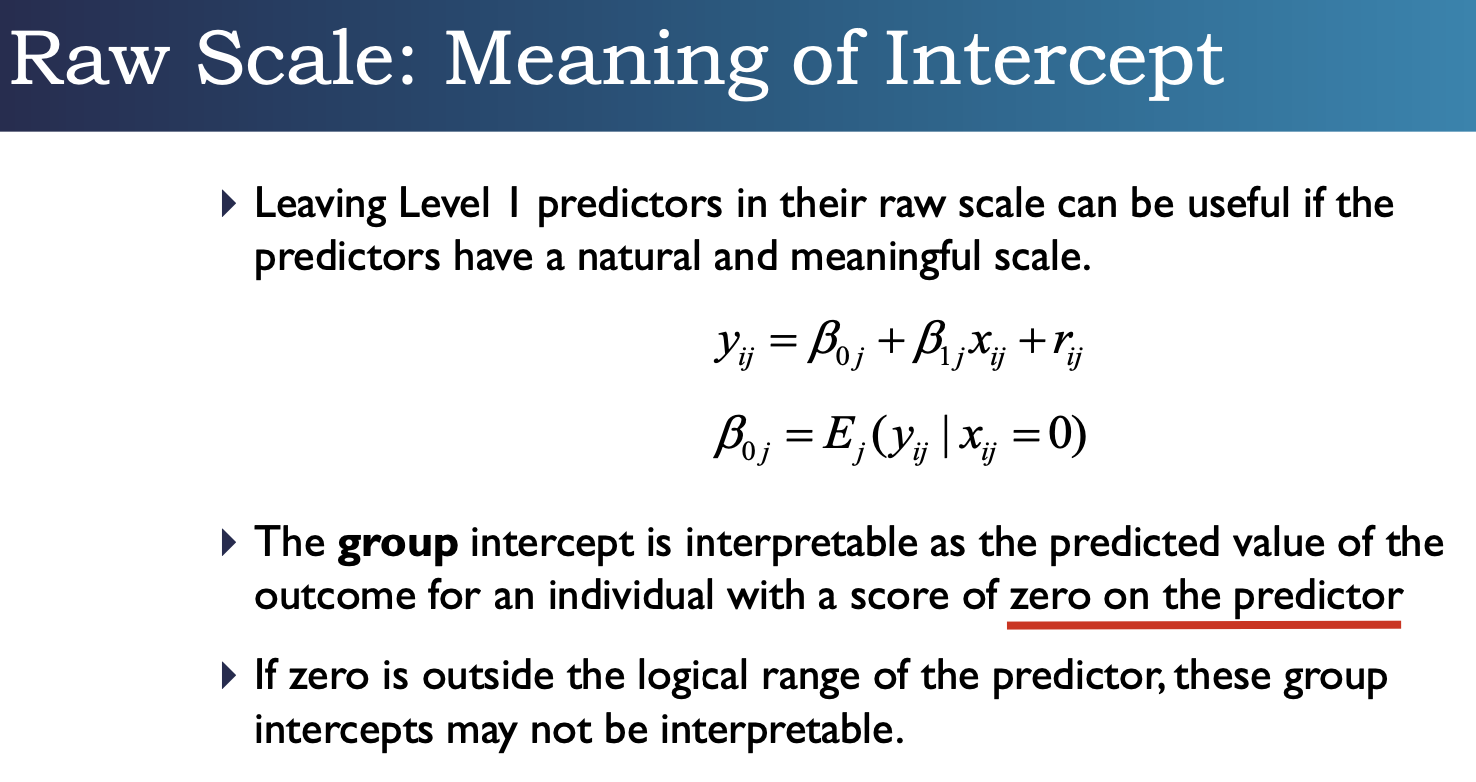 Raw Scale: Meaning of Intercept
Leaving Level 1 predictors in their raw scale can be useful if the
predictors have a natural and meaningful scale.
y_{ij} = β_{0j} + β_{1j}x_{ij} + r_{ij}
β_{0j} = E_j(y_{ij} | x_{ij} = 0)
The group intercept is interpretable as the predicted value of the
outcome for an individual with a score of zero on the predictor
If zero is outside the logical range of the predictor, these group
intercepts may not be interpretable.